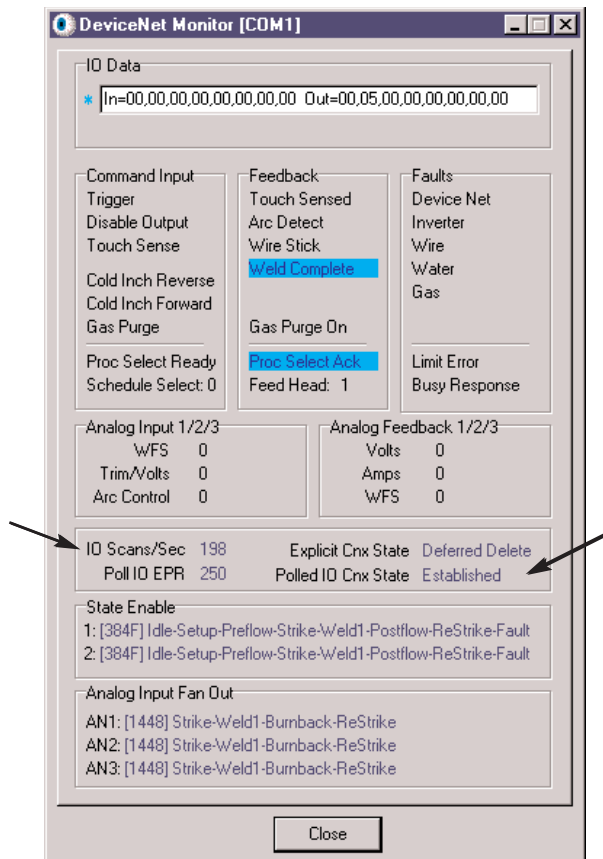 DeviceNet Monitor [COM1]
IO Data
* In=00,00,00,00,00,00,00,00 Out=00,05,00,00,00,00,00,00
Command Input
Trigger
Disable Output
Touch Sense
Cold Inch Reverse
Cold Inch Forward
Gas Purge
Proc Select Ready
Schedule Select: 0
Feedback
Touch Sensed
Arc Detect
Wire Stick
Weld Complete
Gas Purge On
Proc Select Ack
Feed Head: 1
Faults
Device Net
Inverter
Wire
Water
Gas
Limit Error
Busy Response
Analog Input 1/2/3
WFS 0
Trim/Volts 0
Arc Control 0
Analog Feedback 1/2/3
Volts 0
Amps 0
WFS 0
IO Scans/Sec 198
Poll IO EPR 250
Explicit Cnx State Deferred Delete
Polled IO Cnx State Established
State Enable
1: [384F] Idle-Setup-Preflow-Strike-Weld1-Postflow-ReStrike-Fault
2: [384F] Idle-Setup-Preflow-Strike-Weld1-Postflow-ReStrike-Fault
Analog Input Fan Out
AN1: [1448] Strike-Weld1-Burnback-ReStrike
AN2: [1448] Strike-Weld1-Burnback-ReStrike
AN3: [1448] Strike-Weld1-Burnback-ReStrike
Close